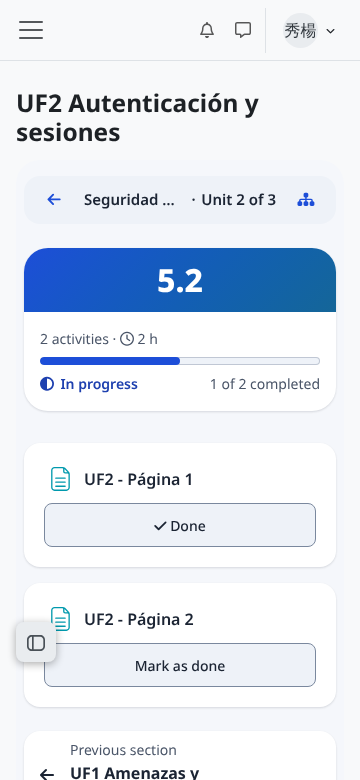 秀楊
UF2 Autenticación y
sesiones
Seguridad ... · Unit 2 of 3
5.2
2 activities · 2 h
In progress 1 of 2 completed
UF2 - Página 1
Done
UF2 - Página 2
Mark as done
Previous section
UF1 Amenazas y